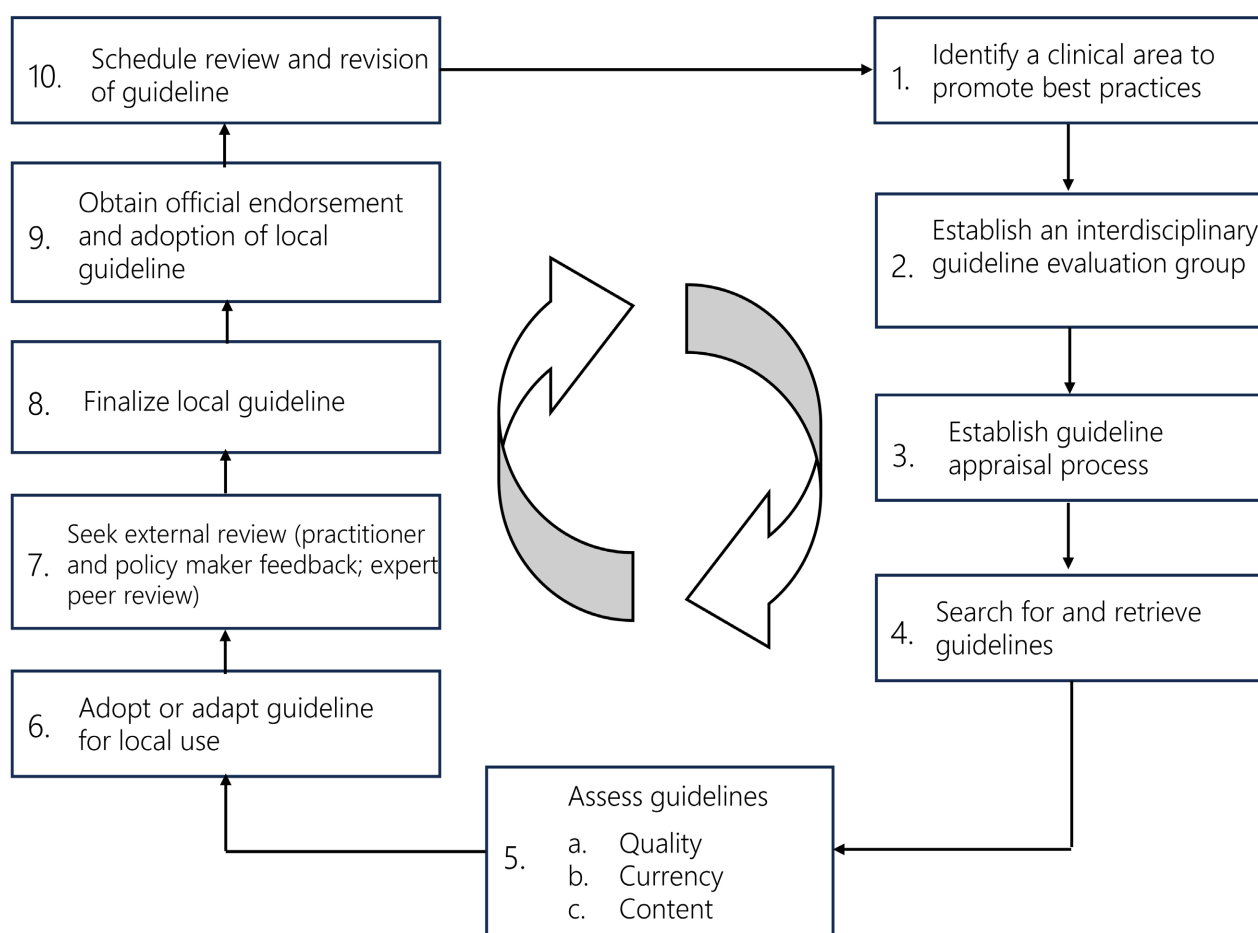 1. Identify a clinical area to
promote best practices
2. Establish an interdisciplinary
guideline evaluation group
3. Establish guideline
appraisal process
4. Search for and retrieve
guidelines
5. Assess guidelines
a. Quality
b. Currency
c. Content
6. Adopt or adapt guideline
for local use
7. Seek external review (practitioner
and policy maker feedback; expert
peer review)
8. Finalize local guideline
9. Obtain official endorsement
and adoption of local
guideline
10. Schedule review and revision
of guideline